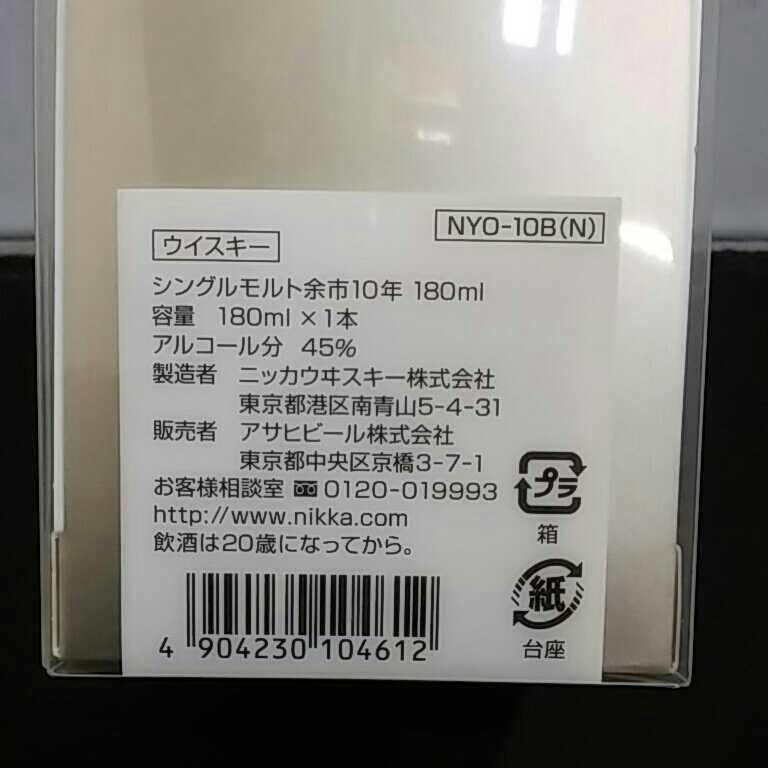 NYO-10B(N)
ウイスキー
シングルモルト余市10年 180ml
容量 180ml×1本
アルコール分 45%
製造者 ニッカウヰスキー株式会社
東京都港区南青山5-4-31
販売者 アサヒビール株式会社
東京都中央区京橋3-7-1
お客様相談室 0120-019993
http://www.nikka.com
飲酒は20歳になってから。
プラ
箱
紙
台座
4 904230 104612